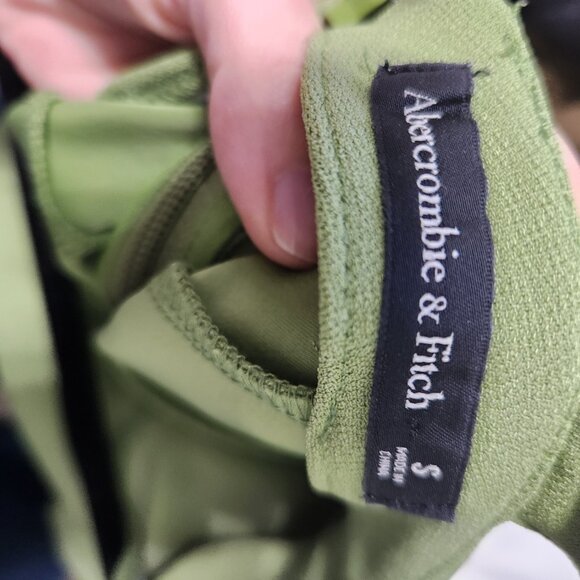 Abercrombie & Fitch
S
MADE IN
CHINA